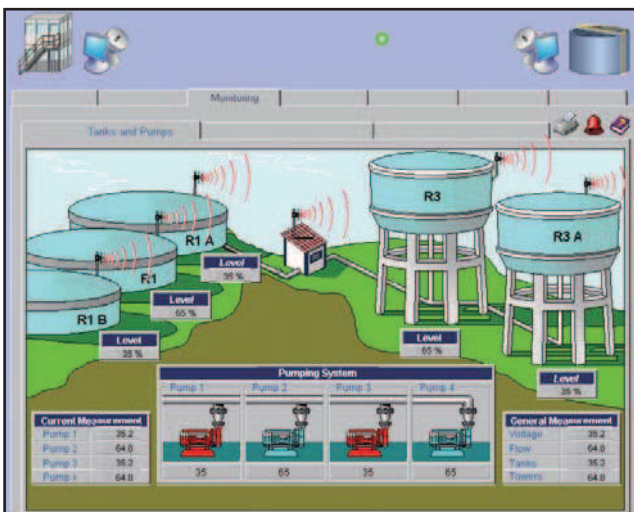 Monitoring
Tanks and Pumps
R1 A
R1
R1 B
R3
R3 A
Level
35 %
Level
65 %
Level
35 %
Level
65 %
Level
35 %
Pumping System
Pump 1 Pump 2 Pump 3 Pump 4
35 65 35 65
Current Measurement
Pump 1 35.2
Pump 2 64.8
Pump 3 35.2
Pump 4 64.8
General Measurement
Voltage 35.2
Flow 64.8
Tanks 35.2
Towers 64.8